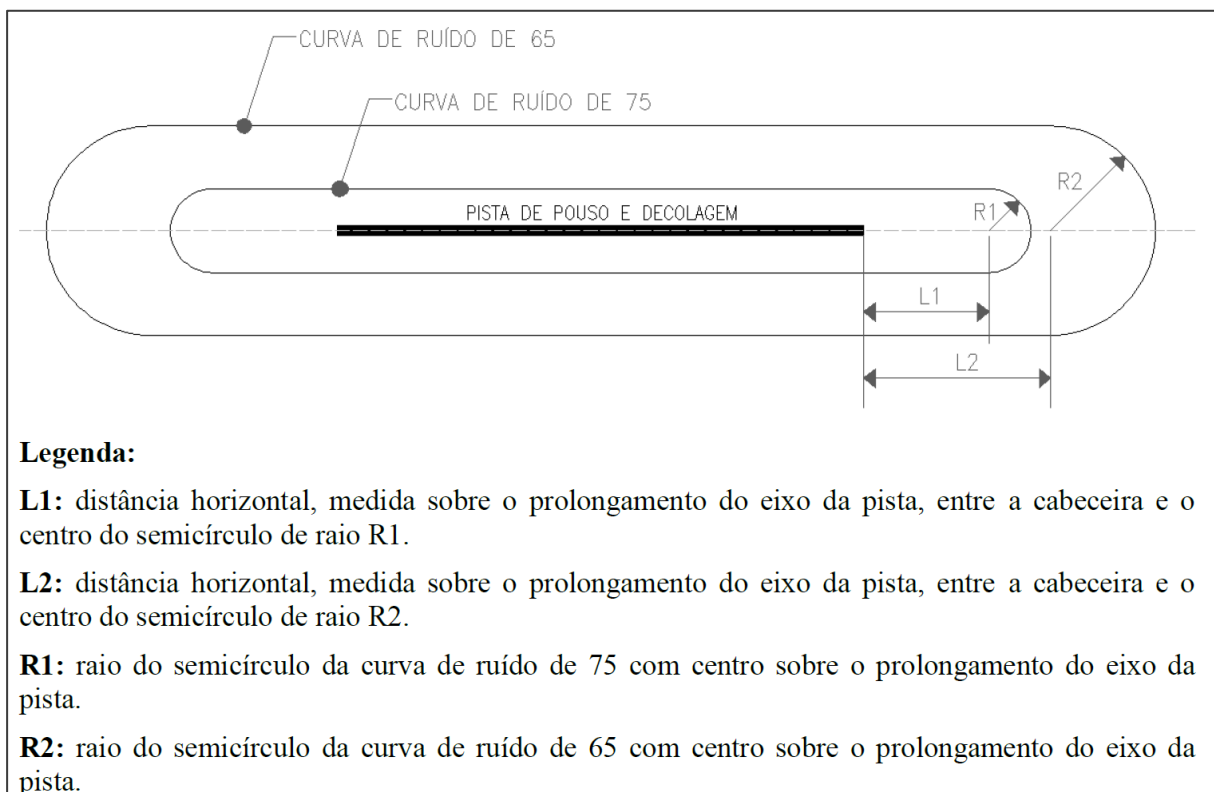 CURVA DE RUÍDO DE 65
CURVA DE RUÍDO DE 75
R2
PISTA DE POUSO E DECOLAGEM
R1
L1
L2
Legenda:
L1: distância horizontal, medida sobre o prolongamento do eixo da pista, entre a cabeceira e o
centro do semicírculo de raio R1.
L2: distância horizontal, medida sobre o prolongamento do eixo da pista, entre a cabeceira e o
centro do semicírculo de raio R2.
R1: raio do semicírculo da curva de ruído de 75 com centro sobre o prolongamento do eixo da
pista.
R2: raio do semicírculo da curva de ruído de 65 com centro sobre o prolongamento do eixo da
pista.